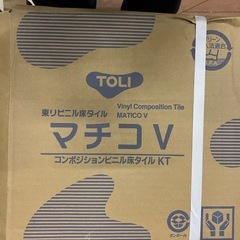 TOLI
東リビニル床タイル
Vinyl Composition Tile
MATICO V
マチコV
コンポジションビニル床タイル KT